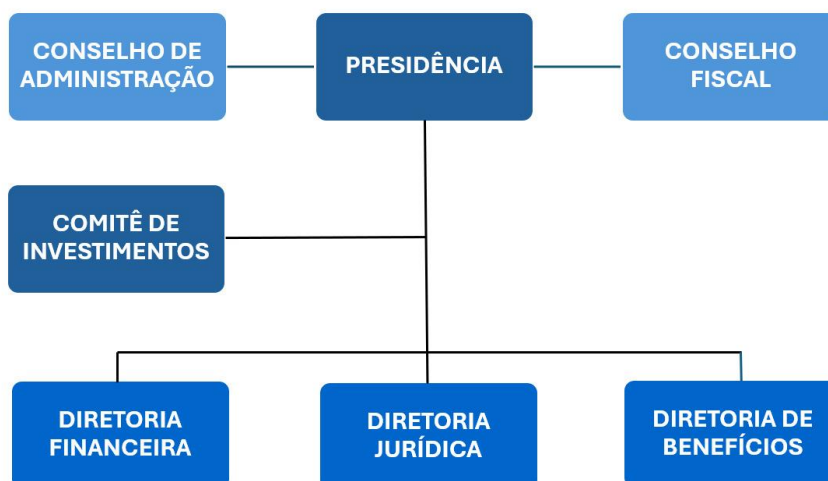 CONSELHO DE
ADMINISTRAÇÃO
PRESIDÊNCIA
CONSELHO
FISCAL
COMITÊ DE
INVESTIMENTOS
DIRETORIA
FINANCEIRA
DIRETORIA
JURÍDICA
DIRETORIA DE
BENEFÍCIOS